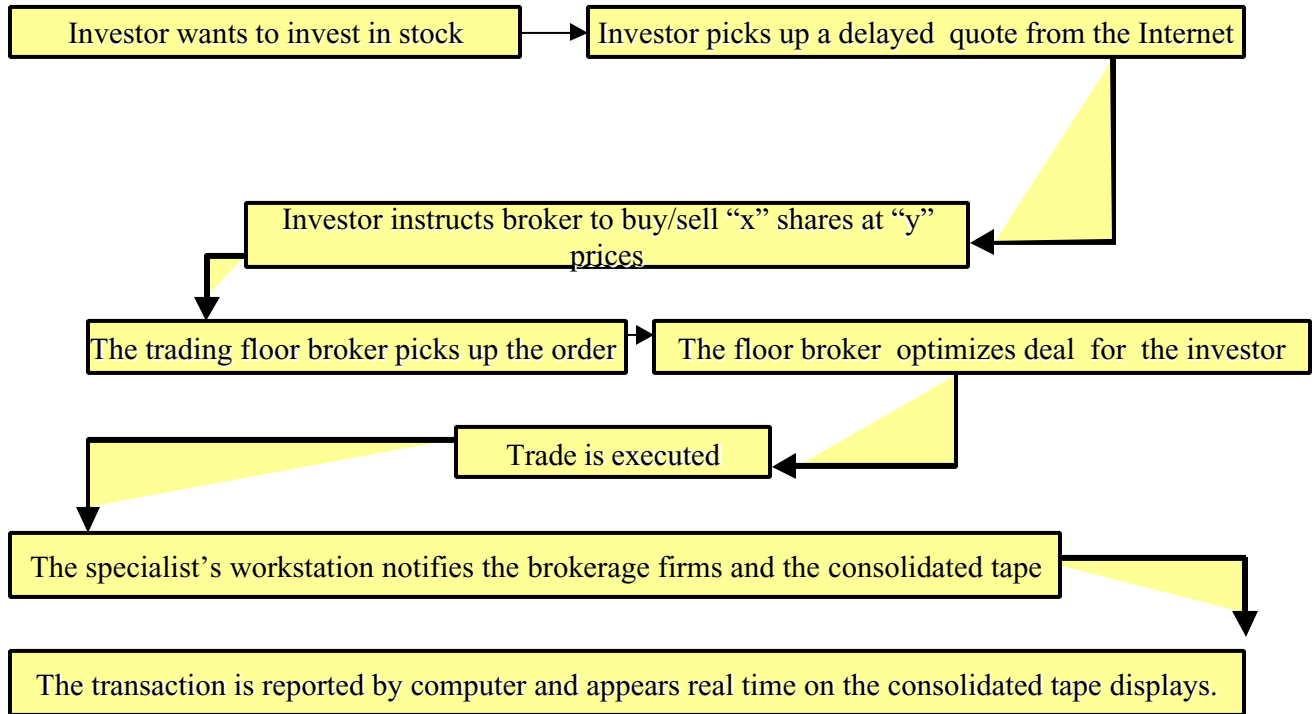 Investor wants to invest in stock
Investor picks up a delayed quote from the Internet
Investor instructs broker to buy/sell “x” shares at “y”
prices
The trading floor broker picks up the order
The floor broker optimizes deal for the investor
Trade is executed
The specialist’s workstation notifies the brokerage firms and the consolidated tape
The transaction is reported by computer and appears real time on the consolidated tape displays.